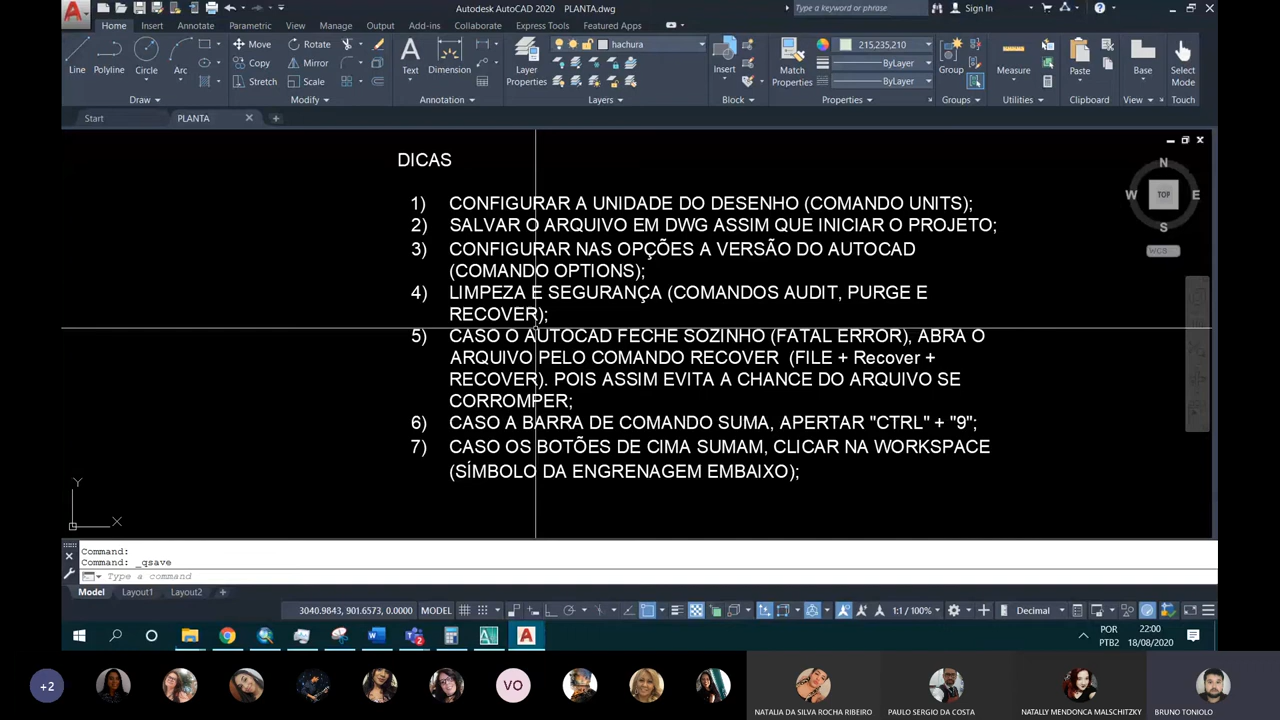 Autodesk AutoCAD 2020 PLANTA.dwg
Type a keyword or phrase
Sign In
Home Insert Annotate Parametric View Manage Output Add-ins Collaborate Express Tools Featured Apps
Line Polyline Circle Arc
Move Rotate
Copy Mirror
Stretch Scale
Text Dimension
Layer Properties
hachura
Insert
Match Properties
215,235,210
ByLayer
ByLayer
Group
Measure
Paste
Base
Select Mode
Draw Modify Annotation Layers Block Properties Groups Utilities Clipboard View Touch
Start PLANTA
DICAS
1) CONFIGURAR A UNIDADE DO DESENHO (COMANDO UNITS);
2) SALVAR O ARQUIVO EM DWG ASSIM QUE INICIAR O PROJETO;
3) CONFIGURAR NAS OPÇÕES A VERSÃO DO AUTOCAD
(COMANDO OPTIONS);
4) LIMPEZA E SEGURANÇA (COMANDOS AUDIT, PURGE E
RECOVER);
5) CASO O AUTOCAD FECHE SOZINHO (FATAL ERROR), ABRA O
ARQUIVO PELO COMANDO RECOVER (FILE + Recover +
RECOVER). POIS ASSIM EVITA A CHANCE DO ARQUIVO SE
CORROMPER;
6) CASO A BARRA DE COMANDO SUMA, APERTAR "CTRL" + "9";
7) CASO OS BOTÕES DE CIMA SUMAM, CLICAR NA WORKSPACE
(SÍMBOLO DA ENGRENAGEM EMBAIXO);
N
W TOP E
S
WCS
Y
X
Command:
Command: _qsave
Type a command
Model Layout1 Layout2
3040.9843, 901.6573, 0.0000 MODEL 1:1 / 100% Decimal
POR 22:00
PTB2 18/08/2020
+2
VO
NATALIA DA SILVA ROCHA RIBEIRO PAULO SERGIO DA COSTA NATALLY MENDONCA MALSCHITZKY BRUNO TONIOLO